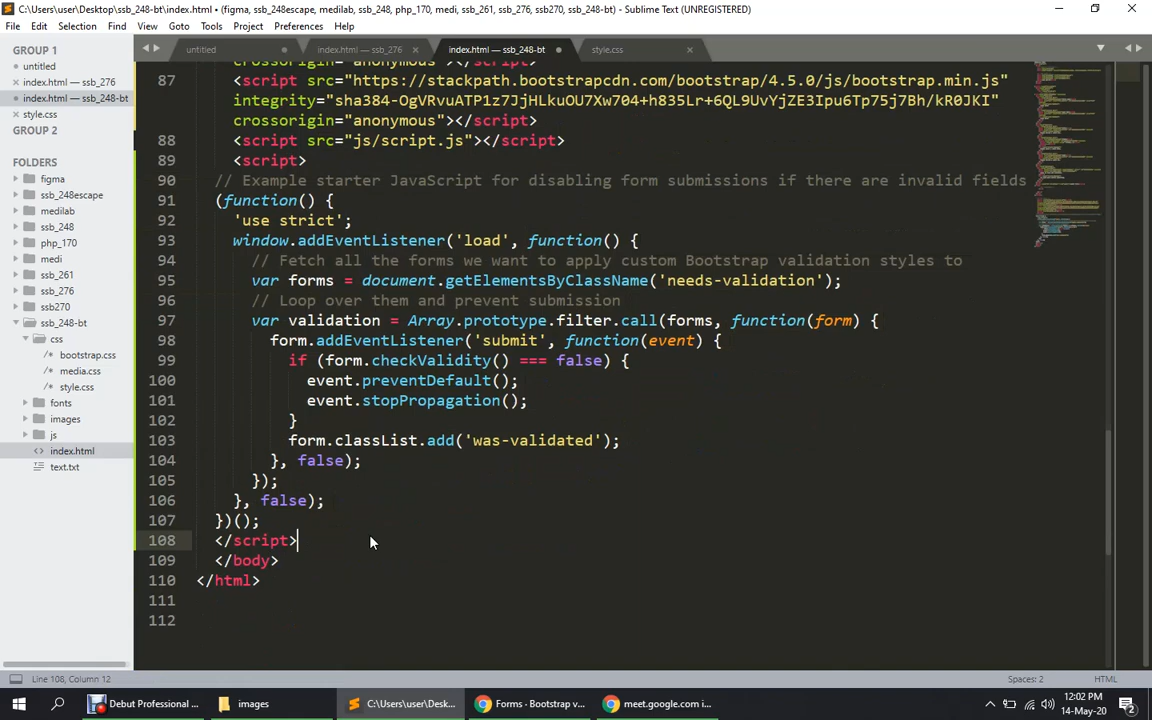 C:\Users\user\Desktop\ssb_248-bt\index.html • (figma, ssb_248escape, medilab, ssb_248, php_170, medi, ssb_261, ssb_276, ssb270, ssb_248-bt) - Sublime Text (UNREGISTERED)
File Edit Selection Find View Goto Tools Project Preferences Help
GROUP 1
untitled
index.html — ssb_276
index.html — ssb_248-bt
style.css
GROUP 2
FOLDERS
figma
ssb_248escape
medilab
ssb_248
php_170
medi
ssb_261
ssb_276
ssb270
ssb_248-bt
css
/* bootstrap.css
/* media.css
/* style.css
fonts
images
js
<> index.html
text.txt
untitled
index.html — ssb_276
index.html — ssb_248-bt
style.css
crossorigin="anonymous"></script>
87 <script src="https://stackpath.bootstrapcdn.com/bootstrap/4.5.0/js/bootstrap.min.js"
integrity="sha384-OgVRvuATP1z7JjHLkuOU7Xw704+h835Lr+6QL9UvYjZE3Ipu6Tp75j7Bh/kR0JKI"
crossorigin="anonymous"></script>
88 <script src="js/script.js"></script>
89 <script>
90 // Example starter JavaScript for disabling form submissions if there are invalid fields
91 (function() {
92 'use strict';
93 window.addEventListener('load', function() {
94 // Fetch all the forms we want to apply custom Bootstrap validation styles to
95 var forms = document.getElementsByClassName('needs-validation');
96 // Loop over them and prevent submission
97 var validation = Array.prototype.filter.call(forms, function(form) {
98 form.addEventListener('submit', function(event) {
99 if (form.checkValidity() === false) {
100 event.preventDefault();
101 event.stopPropagation();
102 }
103 form.classList.add('was-validated');
104 }, false);
105 });
106 }, false);
107 })();
108 </script>
109 </body>
110 </html>
111
112
Line 108, Column 12
Spaces: 2
HTML
Debut Professional ...
images
C:\Users\user\Desk...
Forms · Bootstrap v...
meet.google.com i...
12:02 PM
14-May-20
2